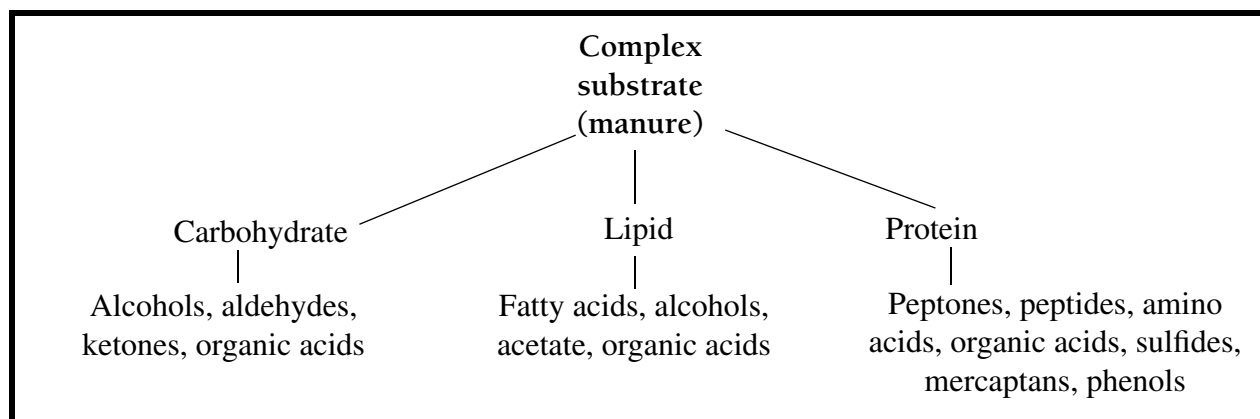 Complex
substrate
(manure)
Carbohydrate
Lipid
Protein
Alcohols, aldehydes,
ketones, organic acids
Fatty acids, alcohols,
acetate, organic acids
Peptones, peptides, amino
acids, organic acids, sulfides,
mercaptans, phenols